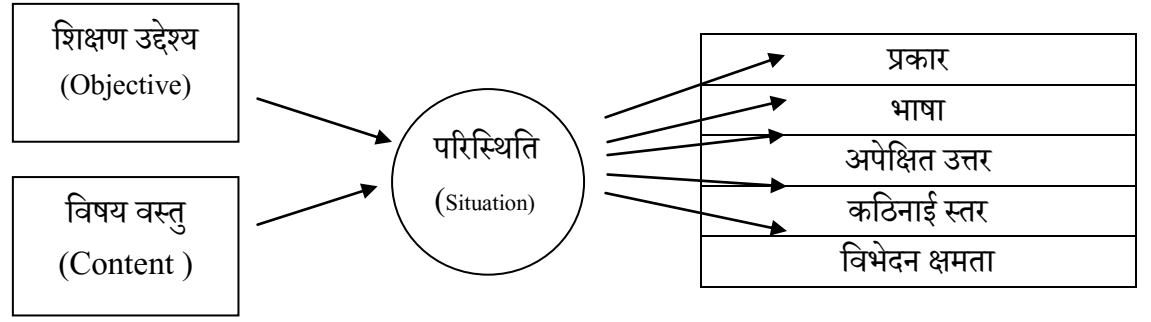 शिक्षण उद्देश्य
(Objective)
विषय वस्तु
(Content )
परिस्थिति
(Situation)
प्रकार
भाषा
अपेक्षित उत्तर
कठिनाई स्तर
विभेदन क्षमता